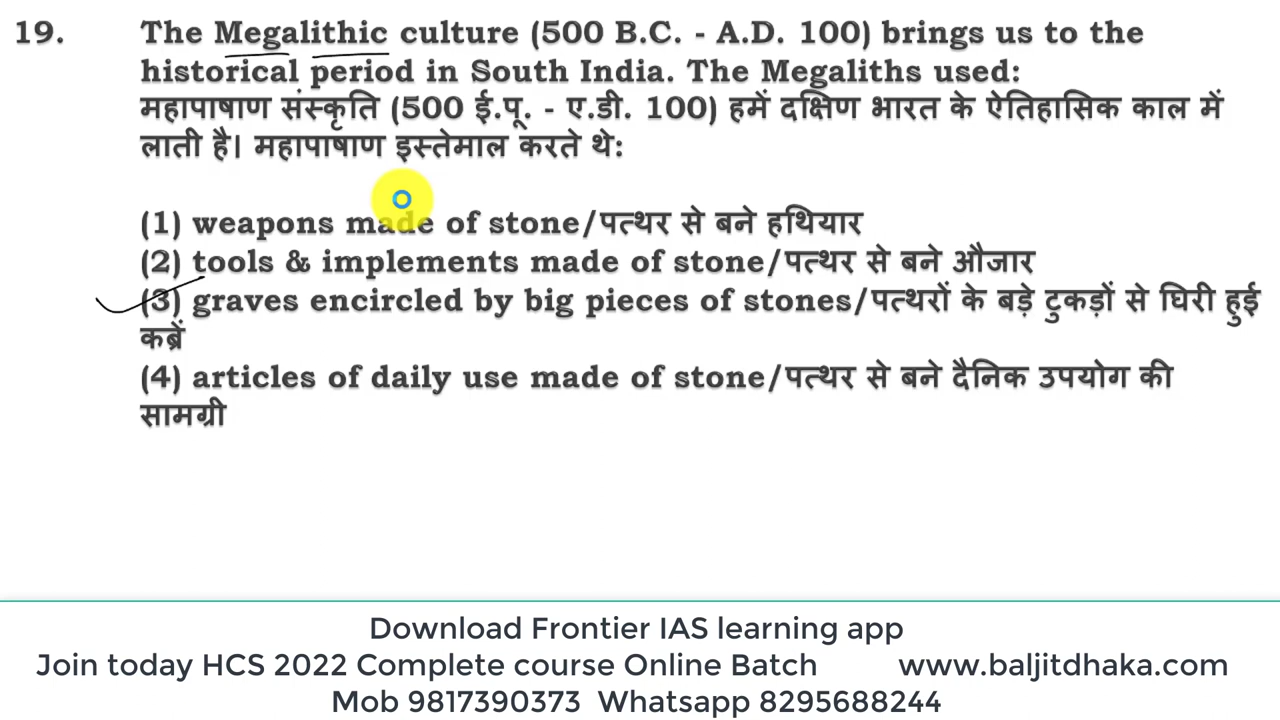 19. The Megalithic culture (500 B.C. - A.D. 100) brings us to the
historical period in South India. The Megaliths used:
महापाषाण संस्कृति (500 ई.पू. - ए.डी. 100) हमें दक्षिण भारत के ऐतिहासिक काल में
लाती है। महापाषाण इस्तेमाल करते थे:
(1) weapons made of stone/पत्थर से बने हथियार
(2) tools & implements made of stone/पत्थर से बने औजार
(3) graves encircled by big pieces of stones/पत्थरों के बड़े टुकड़ों से घिरी हुई
कब्रें
(4) articles of daily use made of stone/पत्थर से बने दैनिक उपयोग की
सामग्री
Download Frontier IAS learning app
Join today HCS 2022 Complete course Online Batch www.baljitdhaka.com
Mob 9817390373 Whatsapp 8295688244